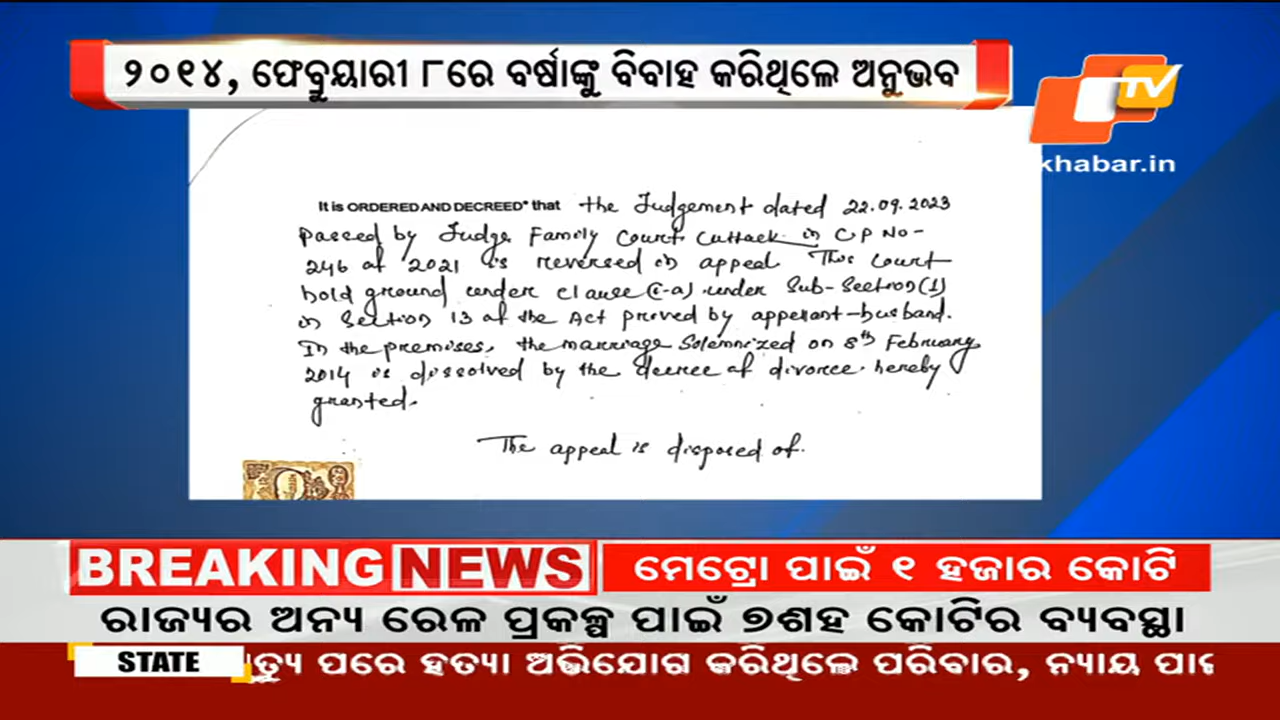 ୨୦୧୪, ଫେବୃୟାରୀ ୮ରେ ବର୍ଷାଙ୍କୁ ବିବାହ କରିଥିଲେ ଅନୁଭବ
TV
khabar.in
It is ORDERED AND DECREED* that the Judgement dated 22.09.2023
passed by Judge Family Court Cuttack in C.P No-
246 of 2021 is reversed in appeal This Court
hold ground under clause (i-a) under Sub-Section (1)
in Section 13 of the Act proved by appellant-husband.
In the premises, the marriage Solemnized on 8th February
2014 is dissolved by the decree of divorce hereby
granted.
The appeal is disposed of.
BREAKING NEWS
ମେଟ୍ରୋ ପାଇଁ ୧ ହଜାର କୋଟି
ରାଜ୍ୟର ଅନ୍ୟ ରେଳ ପ୍ରକଳ୍ପ ପାଇଁ ୭ଶହ କୋଟିର ବ୍ୟବସ୍ଥା
STATE
ପରେ ହତ୍ୟା ଅଭିଯୋଗ କରିଥିଲେ ପରିବାର, ନ୍ୟାୟ